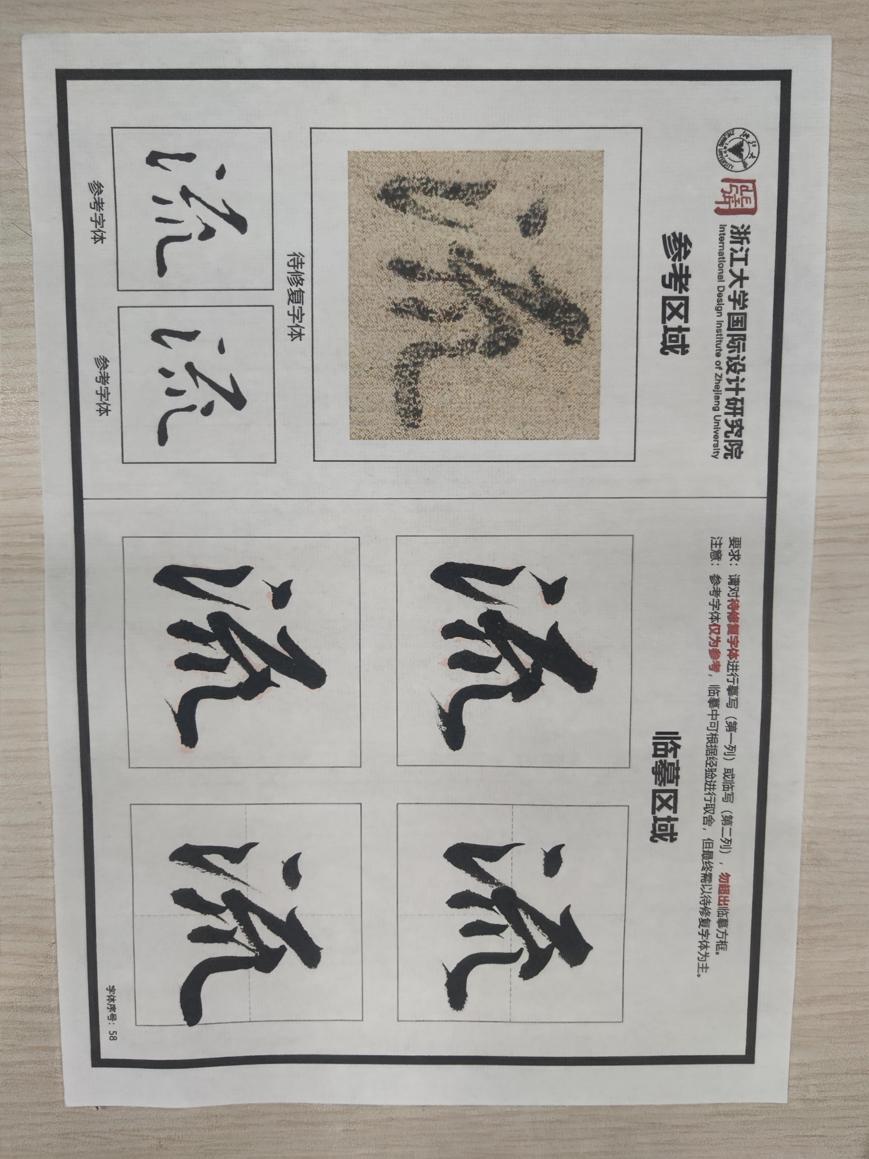 浙江大学国际设计研究院
International Design Institute of Zhejiang University
参考区域
流
待修复字体
流
流
参考字体
参考字体
要求：请对待修复字体进行摹写（第一列）或临写（第二列），勿超出临摹方框。
注意：参考字体仅为参考，临摹中可根据经验进行取舍，但最终需以待修复字体为主。
临摹区域
流
流
流
流
字体序号：58